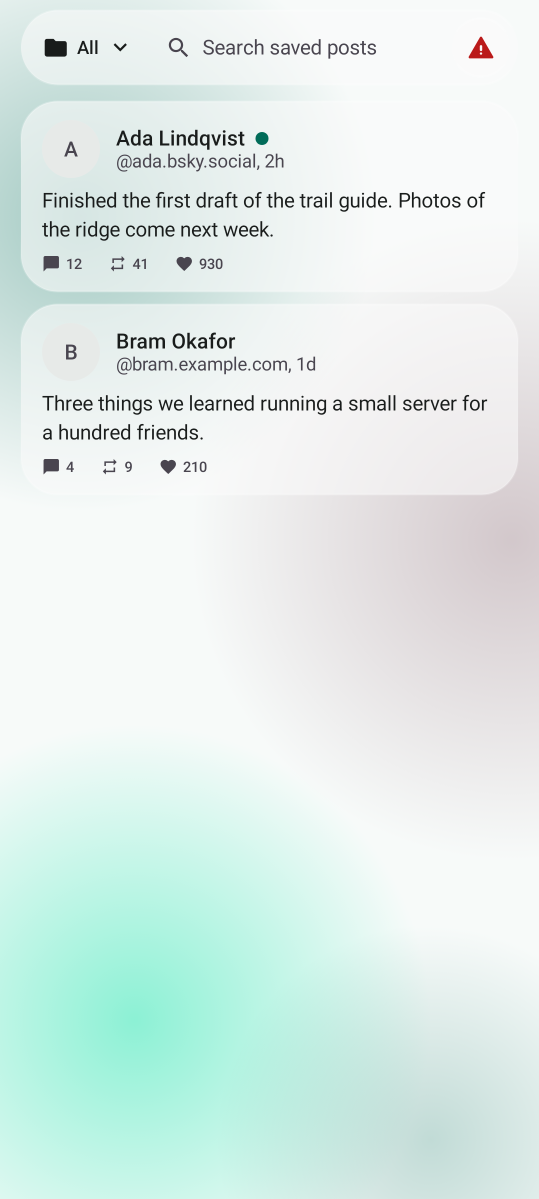 All
Search saved posts
A
Ada Lindqvist
@ada.bsky.social, 2h
Finished the first draft of the trail guide. Photos of
the ridge come next week.
12 41 930
B
Bram Okafor
@bram.example.com, 1d
Three things we learned running a small server for
a hundred friends.
4 9 210